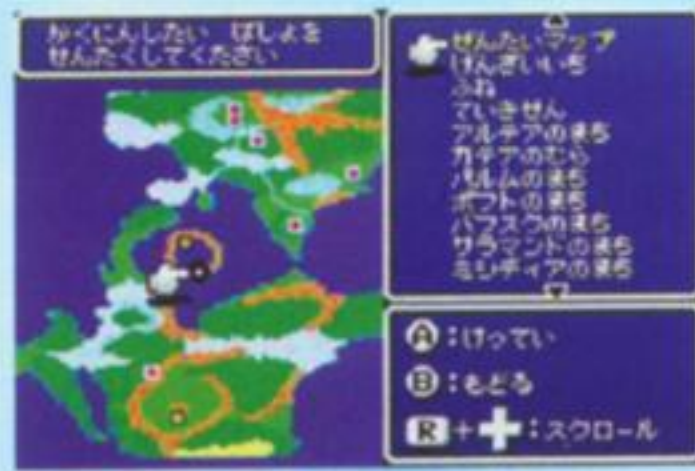 かくにんしたい ばしょを
せんたくしてください
ぜんたいマップ
げんざいいち
ふね
ていきせん
アルテアのまち
ガテアのむら
パルムのまち
ポフトのまち
バフスクのまち
サラマンドのまち
ミシディアのまち
A:けってい
B:もどる
R+✚:スクロール